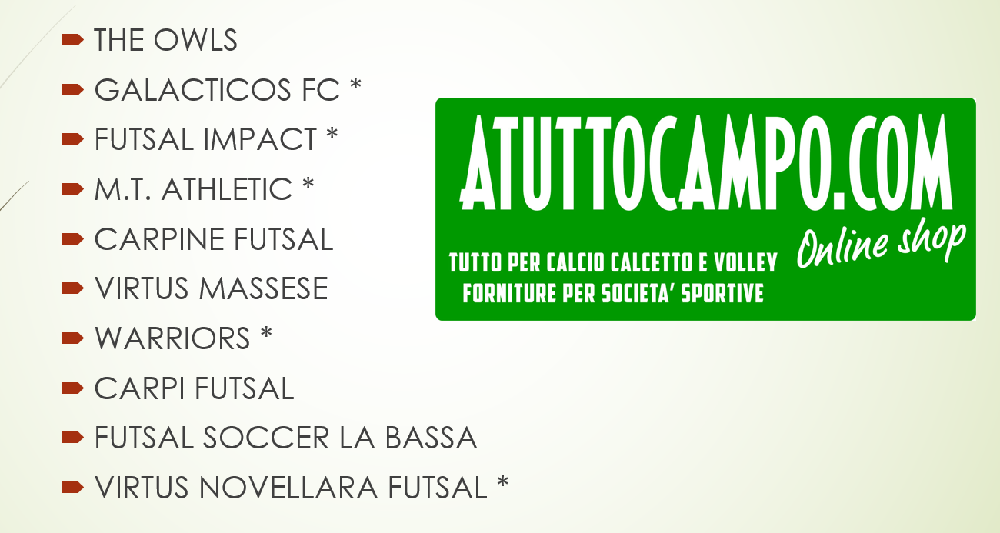 THE OWLS
GALACTICOS FC *
FUTSAL IMPACT *
M.T. ATHLETIC *
CARPINE FUTSAL
VIRTUS MASSESE
WARRIORS *
CARPI FUTSAL
FUTSAL SOCCER LA BASSA
VIRTUS NOVELLARA FUTSAL *
ATUTTOCAMPO.COM
Online shop
TUTTO PER CALCIO CALCETTO E VOLLEY
FORNITURE PER SOCIETA' SPORTIVE